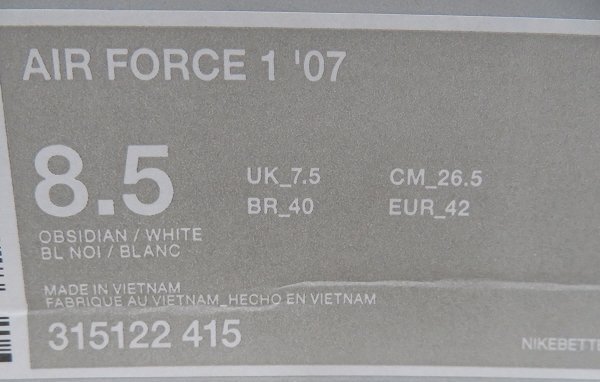 AIR FORCE 1 '07
8.5 UK_7.5 CM_26.5
BR_40 EUR_42
OBSIDIAN / WHITE
BL NOI / BLANC
MADE IN VIETNAM
FABRIQUE AU VIETNAM_HECHO EN VIETNAM
315122 415